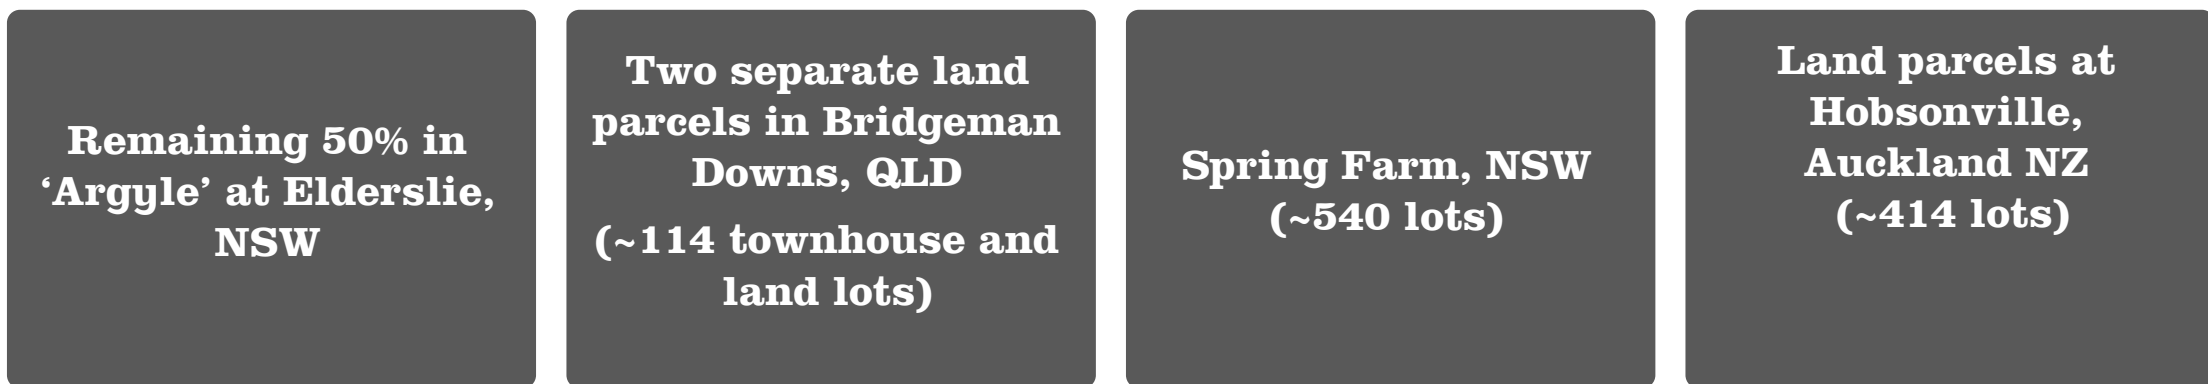 Remaining 50% in
‘Argyle’ at Elderslie,
NSW
Two separate land
parcels in Bridgeman
Downs, QLD
(~114 townhouse and
land lots)
Spring Farm, NSW
(~540 lots)
Land parcels at
Hobsonville,
Auckland NZ
(~414 lots)